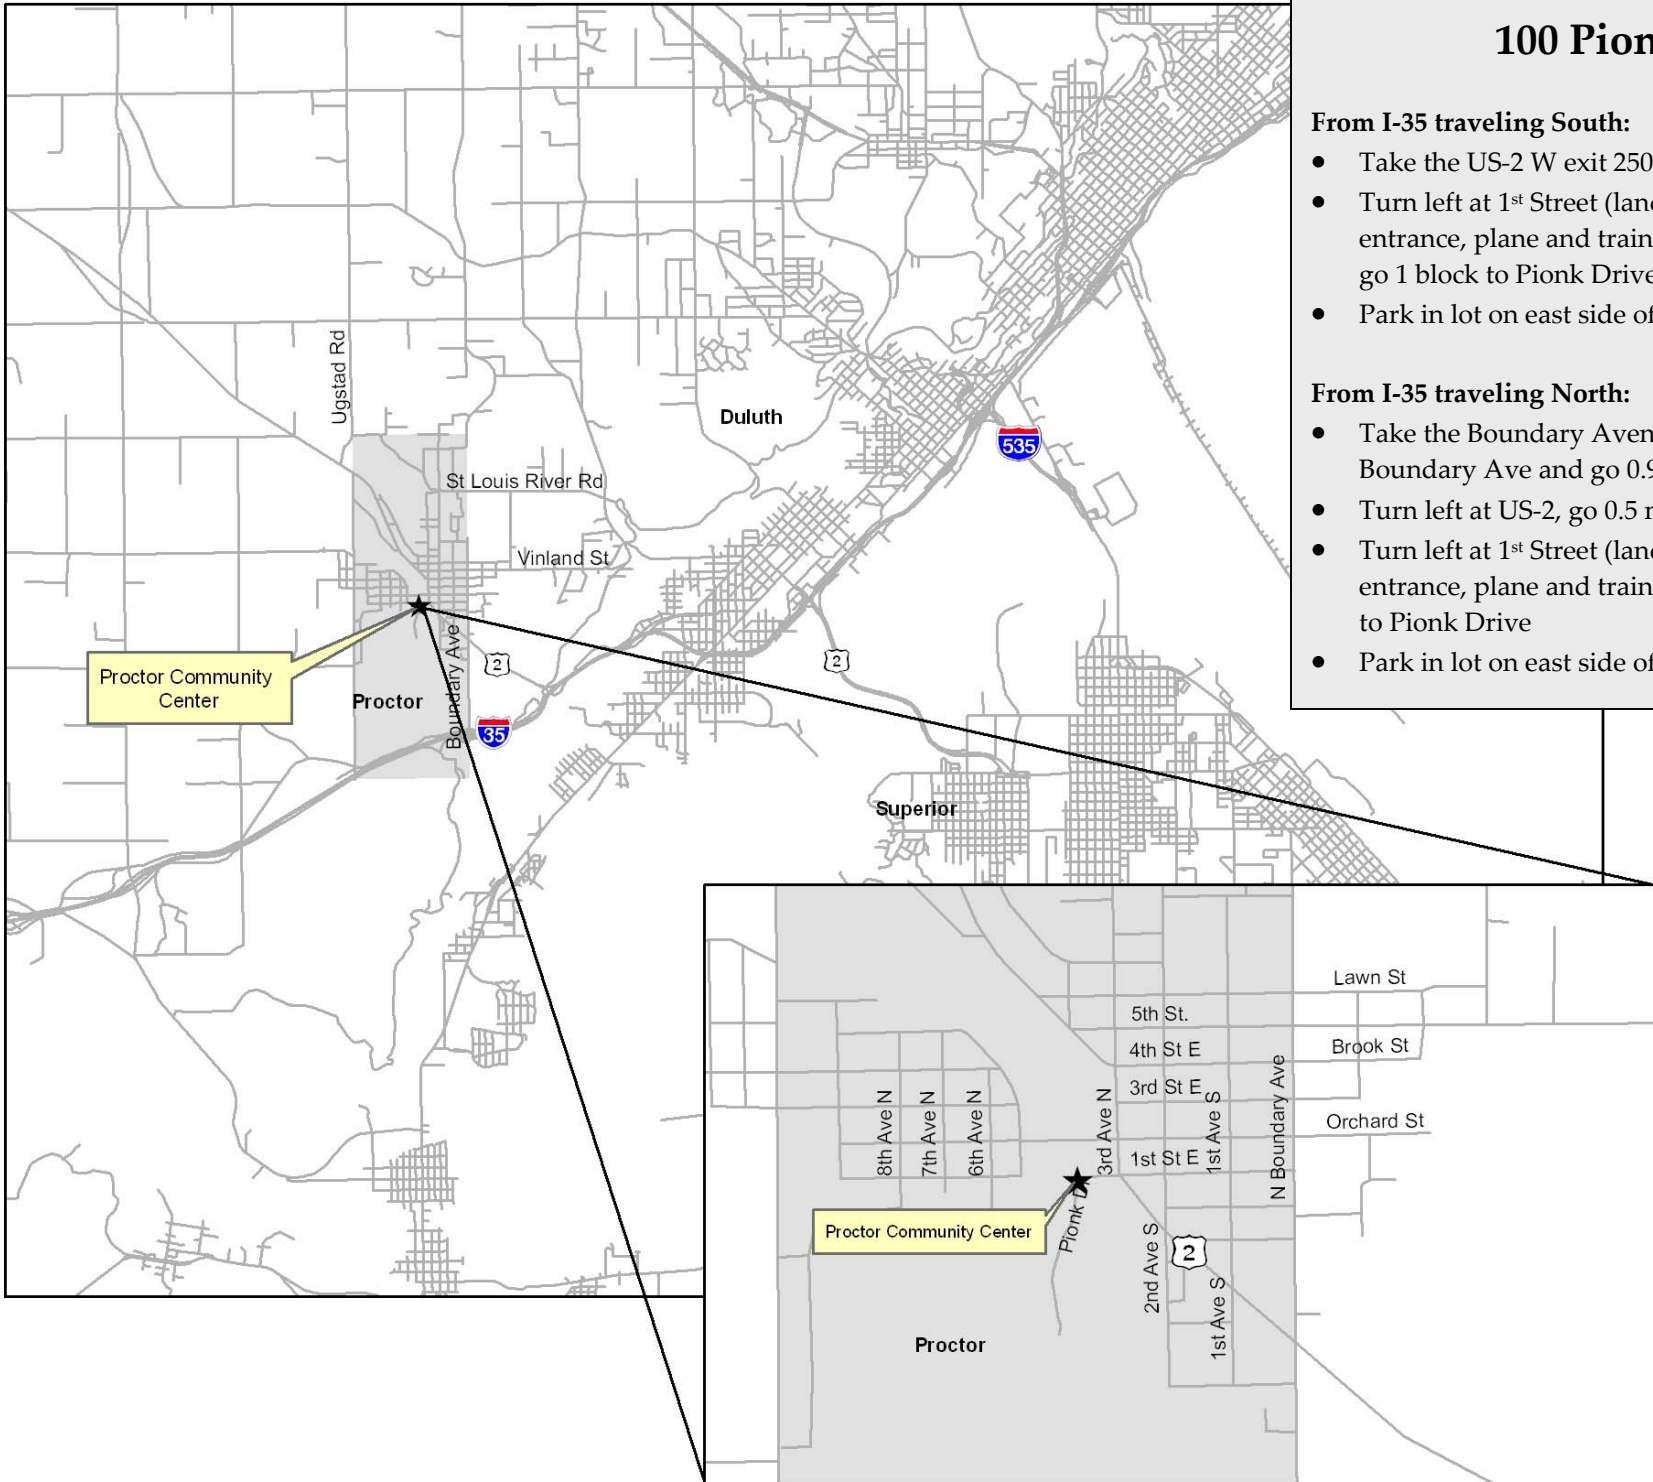 100 Pion
From I-35 traveling South:
• Take the US-2 W exit 250
• Turn left at 1st Street (land
entrance, plane and train
go 1 block to Pionk Drive
• Park in lot on east side of
From I-35 traveling North:
• Take the Boundary Aven
Boundary Ave and go 0.9
• Turn left at US-2, go 0.5 m
• Turn left at 1st Street (land
entrance, plane and train
to Pionk Drive
• Park in lot on east side of
Ugstad Rd
Duluth
535
St Louis River Rd
Vinland St
2
2
Proctor Community
Center
Proctor
Boundary Ave
35
Superior
Lawn St
5th St.
4th St E
Brook St
3rd St E
8th Ave N
7th Ave N
6th Ave N
3rd Ave N
1st Ave S
N Boundary Ave
Orchard St
1st St E
Proctor Community Center
Pionk Dr
2nd Ave S
2
1st Ave S
Proctor